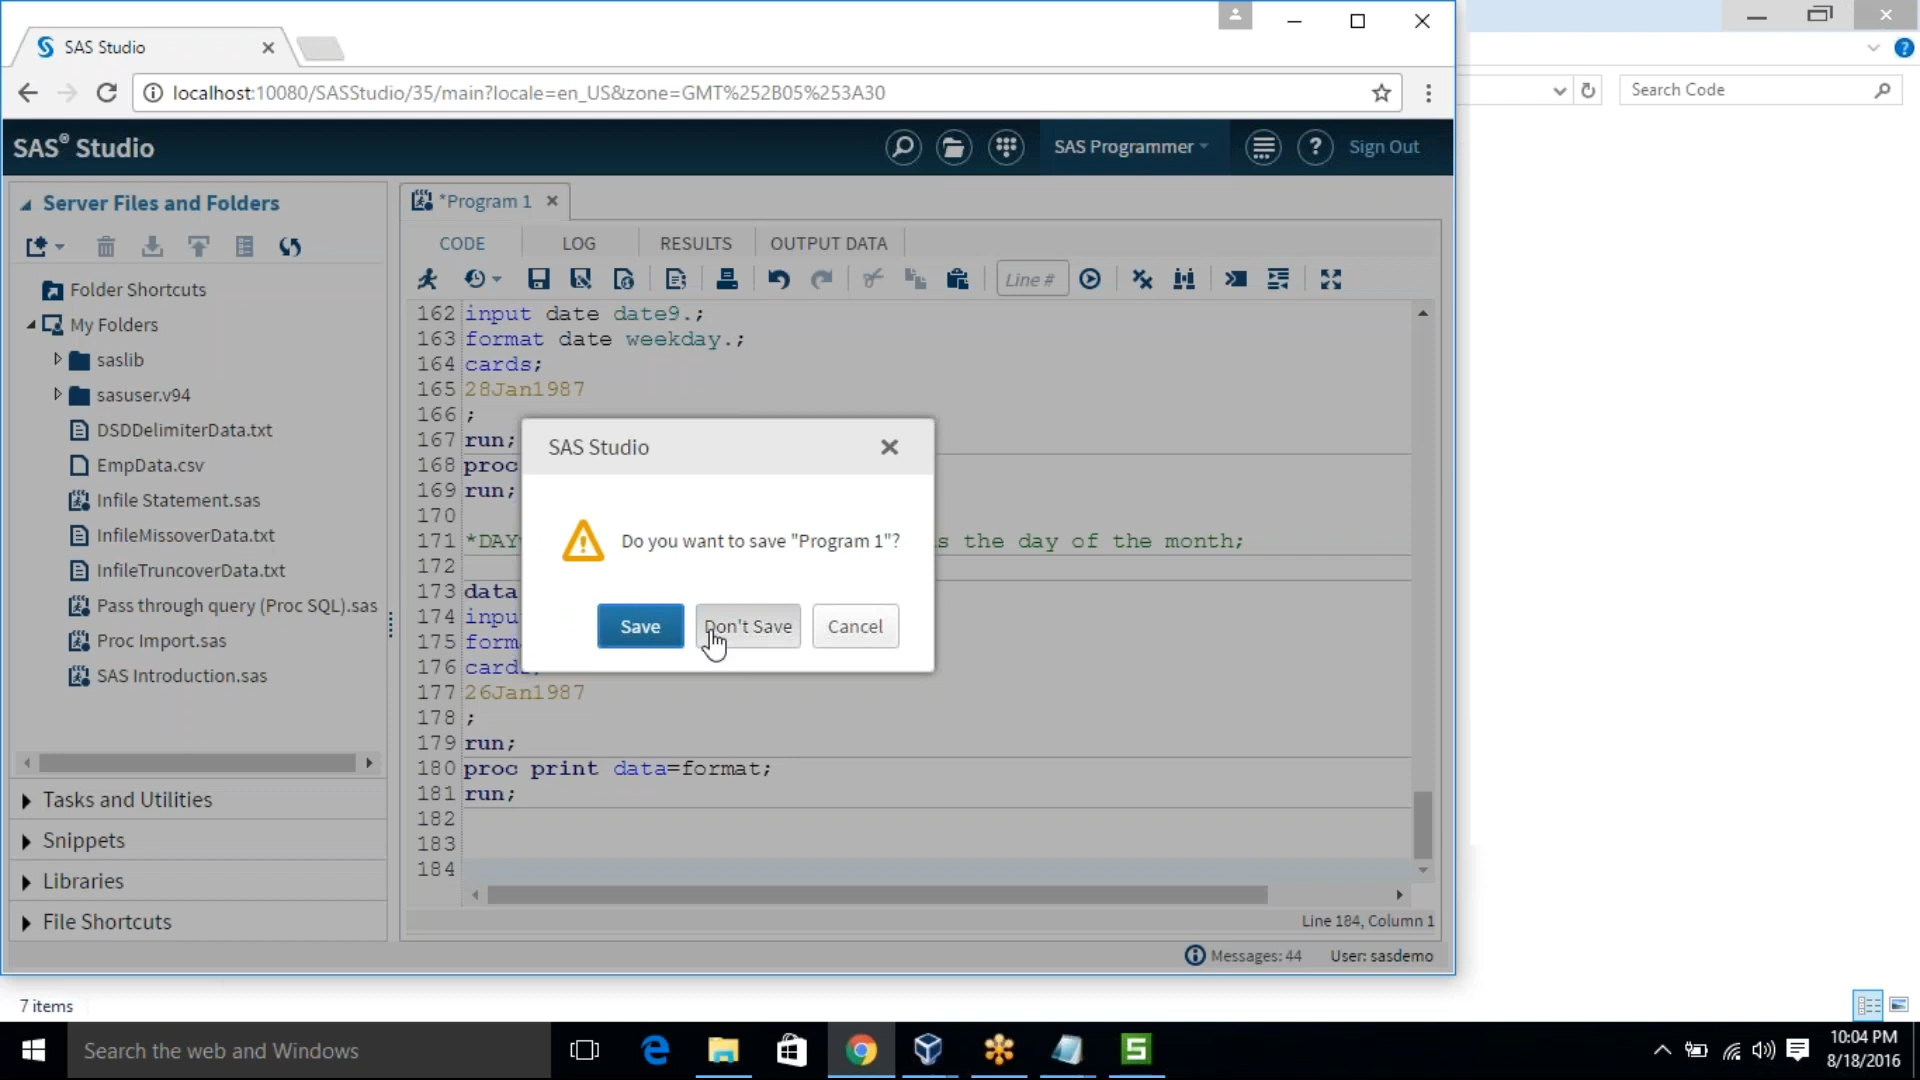 SAS Studio
localhost:10080/SASStudio/35/main?locale=en_US&zone=GMT%252B05%253A30
Search Code
SAS® Studio
SAS Programmer
?
Sign Out
Server Files and Folders
*Program 1
CODE
LOG
RESULTS
OUTPUT DATA
Line #
Folder Shortcuts
My Folders
saslib
sasuser.v94
DSDDelimiterData.txt
EmpData.csv
Infile Statement.sas
InfileMissoverData.txt
InfileTruncoverData.txt
Pass through query (Proc SQL).sas
Proc Import.sas
SAS Introduction.sas
Tasks and Utilities
Snippets
Libraries
File Shortcuts
162 input date date9.;
163 format date weekday.;
164 cards;
165 28Jan1987
166 ;
167 run;
168 proc
169 run;
170
171 *DAY s the day of the month;
172
173 data
174 inpu
175 form
176 cards
177 26Jan1987
178 ;
179 run;
180 proc print data=format;
181 run;
182
183
184
SAS Studio
Do you want to save "Program 1"?
Save
Don't Save
Cancel
Line 184, Column 1
Messages: 44
User: sasdemo
7 items
Search the web and Windows
10:04 PM
8/18/2016